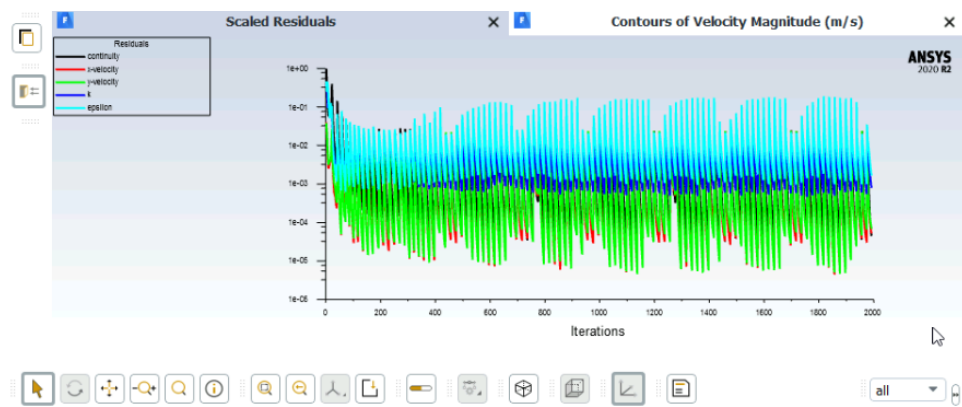 Scaled Residuals
Contours of Velocity Magnitude (m/s)
Residuals
continuity
x-velocity
y-velocity
k
epsilon
ANSYS
2020 R2
1e+00
1e-01
1e-02
1e-03
1e-04
1e-05
1e-06
0 200 400 600 800 1000 1200 1400 1600 1800 2000
Iterations
all